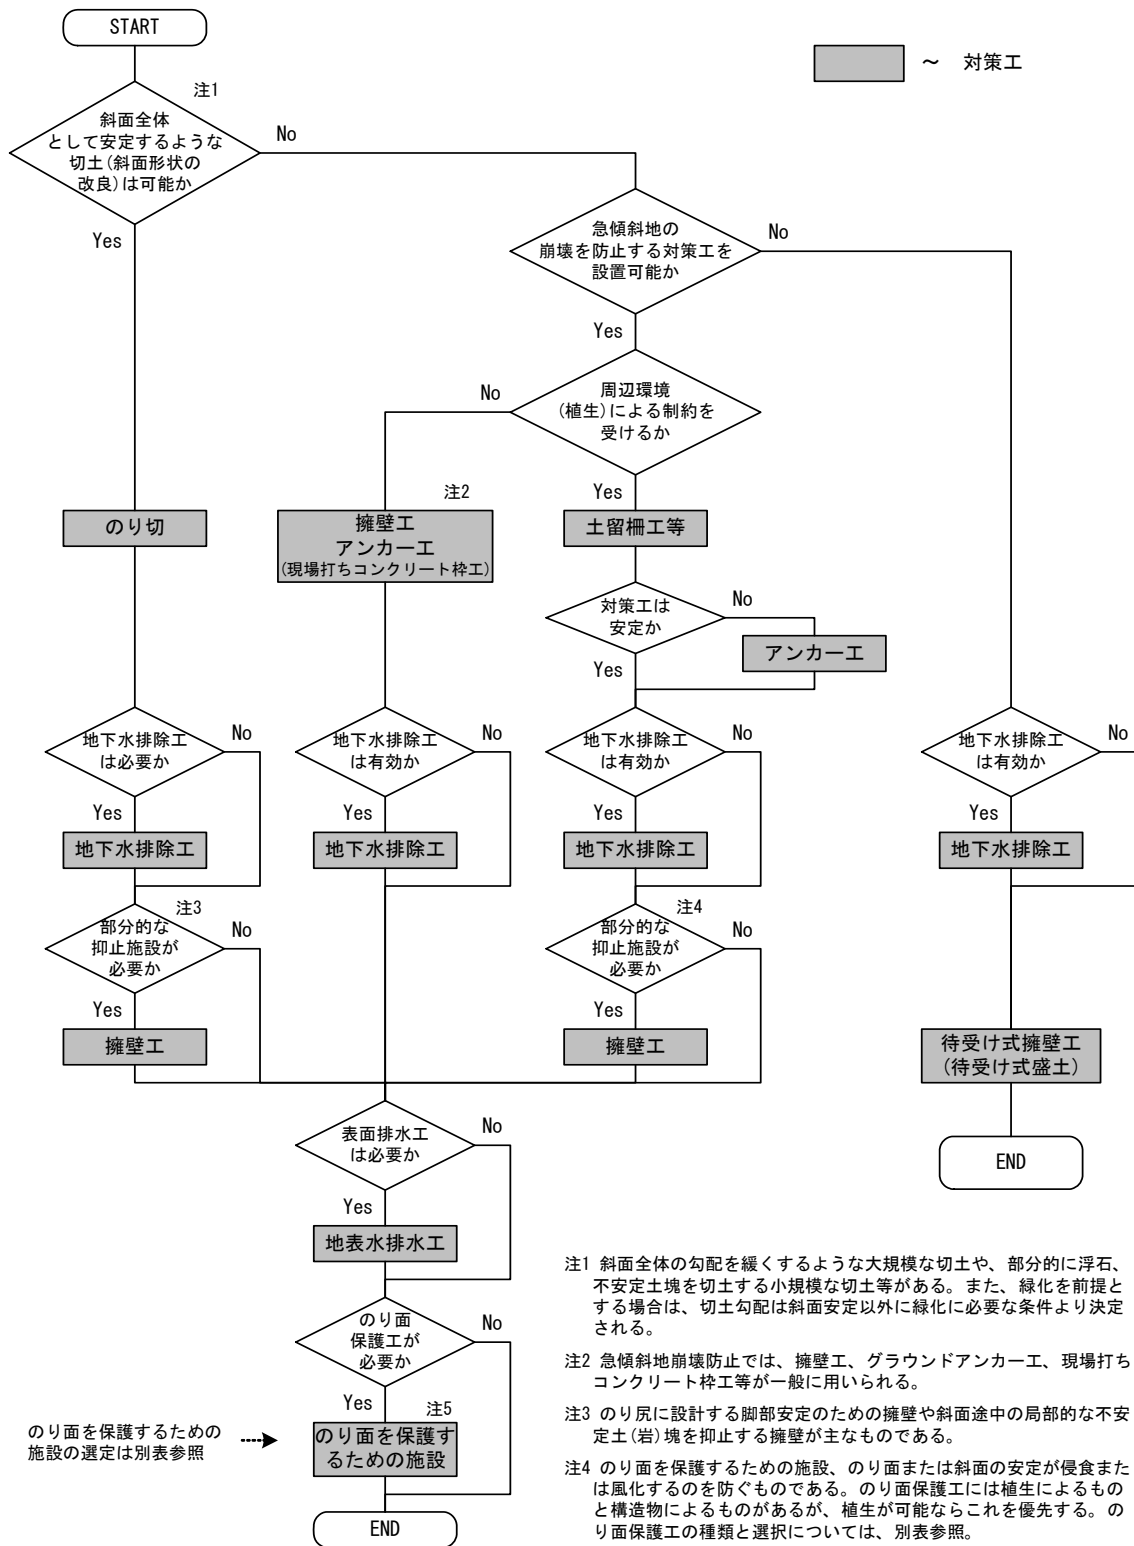 START
～ 対策工
注1
斜面全体
として安定するような
切土(斜面形状の
改良)は可能か
No
Yes
急傾斜地の
崩壊を防止する対策工を
設置可能か
No
Yes
周辺環境
(植生)による制約を
受けるか
No
Yes
注2
のり切
擁壁工
アンカー工
(現場打ちコンクリート枠工)
土留柵工等
対策工は
安定か
No
Yes
アンカー工
地下水排除工
は必要か
No
Yes
地下水排除工
は有効か
No
Yes
地下水排除工
は有効か
No
Yes
地下水排除工
は有効か
No
Yes
地下水排除工
地下水排除工
地下水排除工
地下水排除工
注3
部分的な
抑止施設が
必要か
No
Yes
注4
部分的な
抑止施設が
必要か
No
Yes
擁壁工
擁壁工
待受け式擁壁工
(待受け式盛土)
END
表面排水工
は必要か
No
Yes
地表水排水工
のり面
保護工が
必要か
No
Yes
注5
のり面を保護するための
施設の選定は別表参照
のり面を保護す
るための施設
END
注1 斜面全体の勾配を緩くするような大規模な切土や、部分的に浮石、
不安定土塊を切土する小規模な切土等がある。また、緑化を前提と
する場合は、切土勾配は斜面安定以外に緑化に必要な条件より決定
される。
注2 急傾斜地崩壊防止では、擁壁工、グラウンドアンカー工、現場打ち
コンクリート枠工等が一般に用いられる。
注3 のり尻に設計する脚部安定のための擁壁や斜面途中の局部的な不安
定土(岩)塊を抑止する擁壁が主なものである。
注4 のり面を保護するための施設、のり面または斜面の安定が侵食また
は風化するのを防ぐものである。のり面保護工には植生によるもの
と構造物によるものがあるが、植生が可能ならこれを優先する。の
り面保護工の種類と選択については、別表参照。